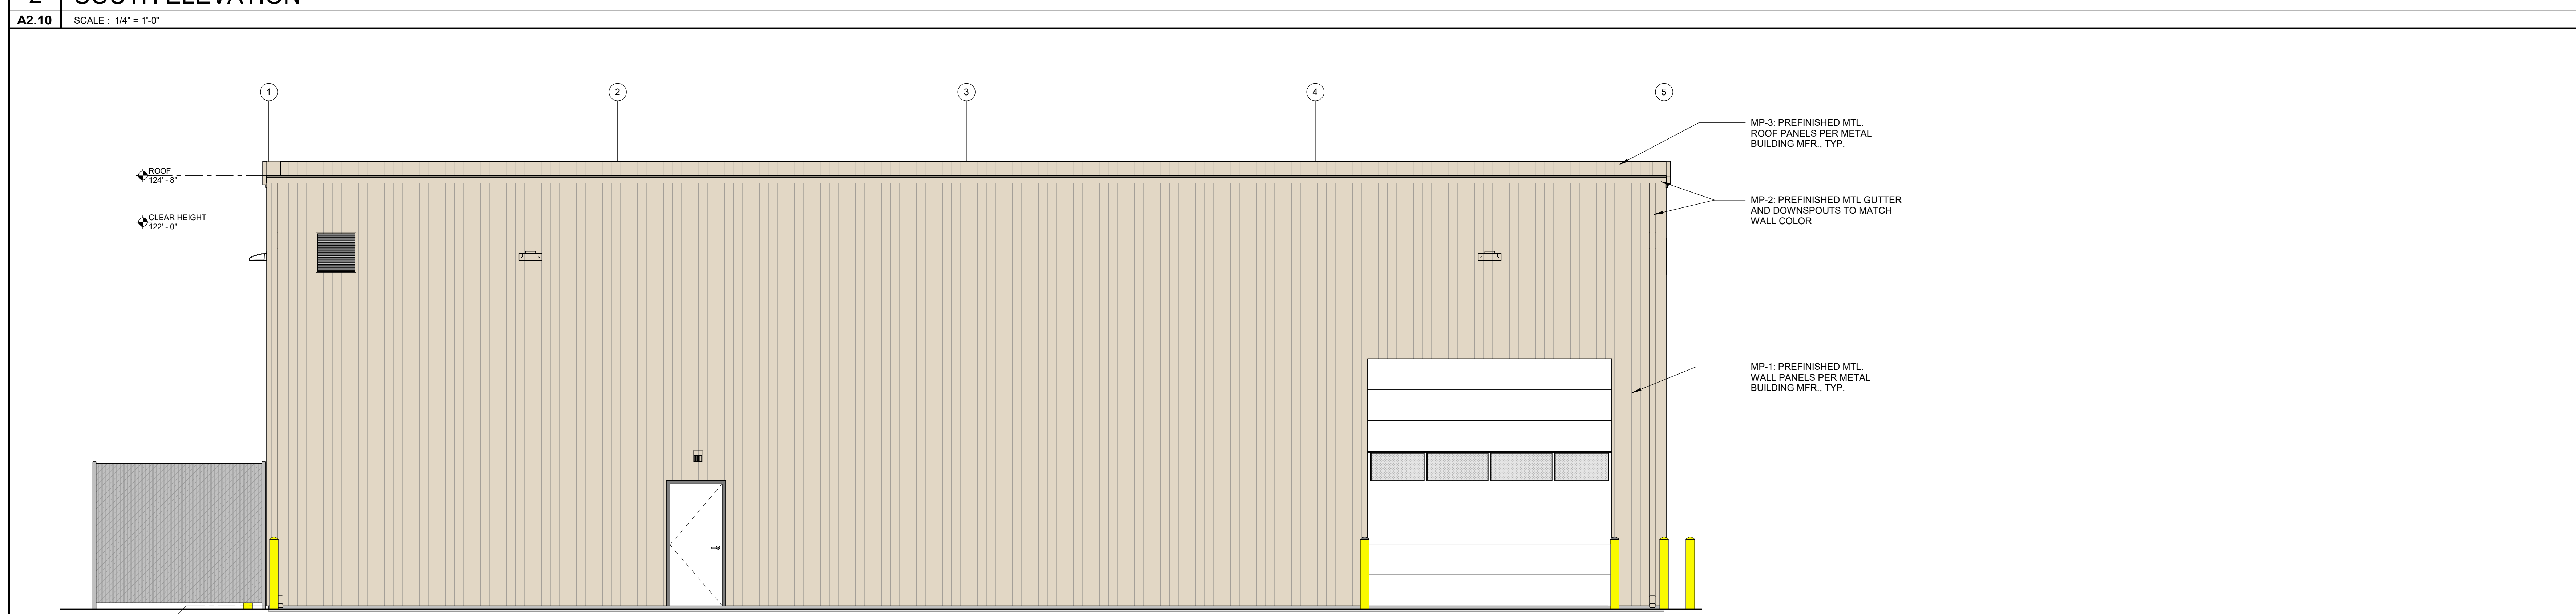 2 SOUTH ELEVATION
A2.10 SCALE : 1/4" = 1'-0"
1 2 3 4 5
MP-3: PREFINISHED MTL.
ROOF PANELS PER METAL
BUILDING MFR., TYP.
ROOF
124' - 8"
MP-2: PREFINISHED MTL GUTTER
AND DOWNSPOUTS TO MATCH
WALL COLOR
CLEAR HEIGHT
122' - 0"
MP-1: PREFINISHED MTL.
WALL PANELS PER METAL
BUILDING MFR., TYP.